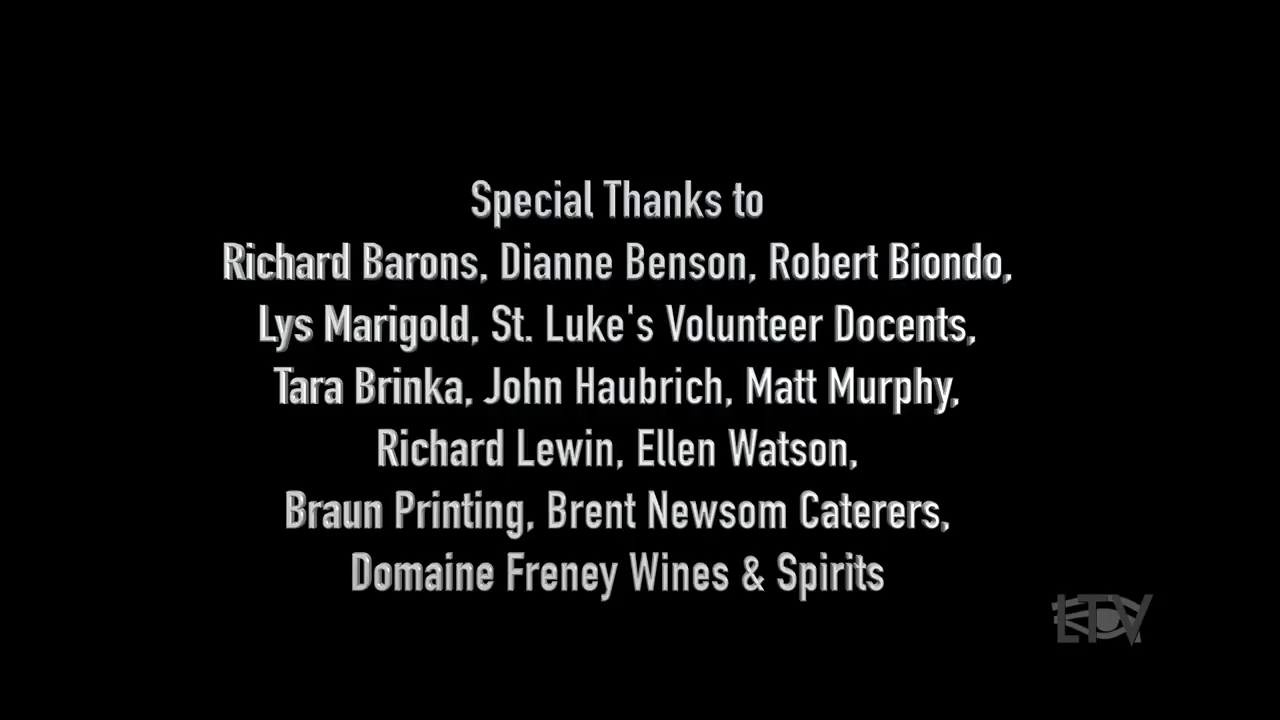 Special Thanks to
Richard Barons, Dianne Benson, Robert Biondo,
Lys Marigold, St. Luke's Volunteer Docents,
Tara Brinka, John Haubrich, Matt Murphy,
Richard Lewin, Ellen Watson,
Braun Printing, Brent Newsom Caterers,
Domaine Freney Wines & Spirits
LTV